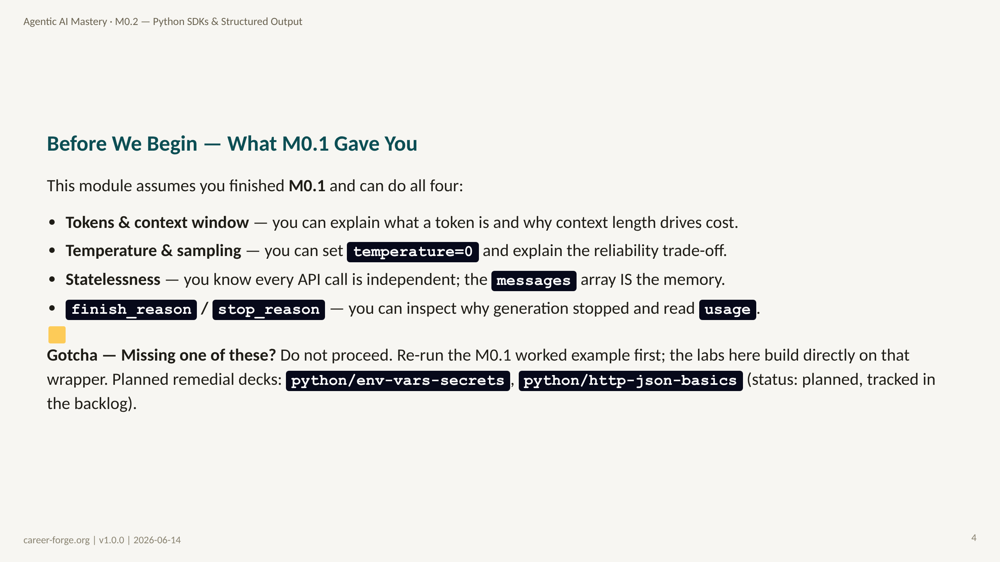 Agentic AI Mastery · M0.2 — Python SDKs & Structured Output
Before We Begin — What M0.1 Gave You
This module assumes you finished M0.1 and can do all four:
• Tokens & context window — you can explain what a token is and why context length drives cost.
• Temperature & sampling — you can set temperature=0 and explain the reliability trade-off.
• Statelessness — you know every API call is independent; the messages array IS the memory.
• finish_reason / stop_reason — you can inspect why generation stopped and read usage.
Gotcha — Missing one of these? Do not proceed. Re-run the M0.1 worked example first; the labs here build directly on that
wrapper. Planned remedial decks: python/env-vars-secrets, python/http-json-basics (status: planned, tracked in
the backlog).
career-forge.org | v1.0.0 | 2026-06-14
4